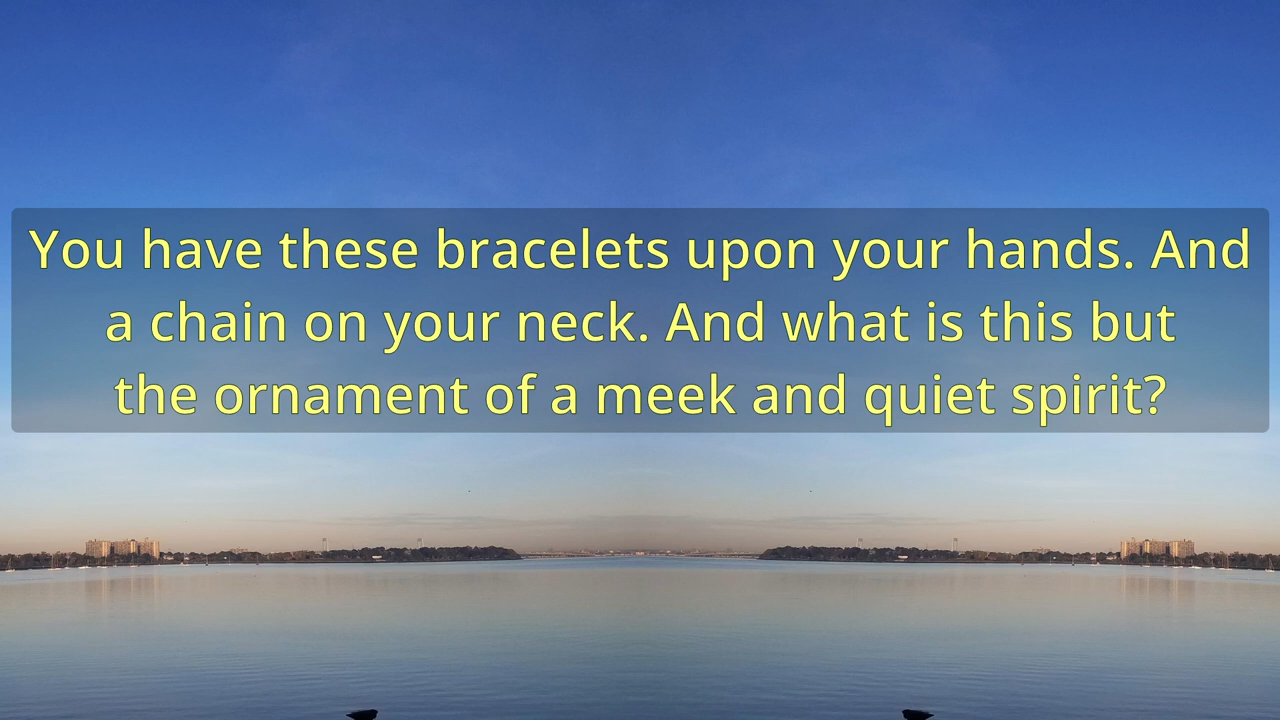 You have these bracelets upon your hands. And
a chain on your neck. And what is this but
the ornament of a meek and quiet spirit?